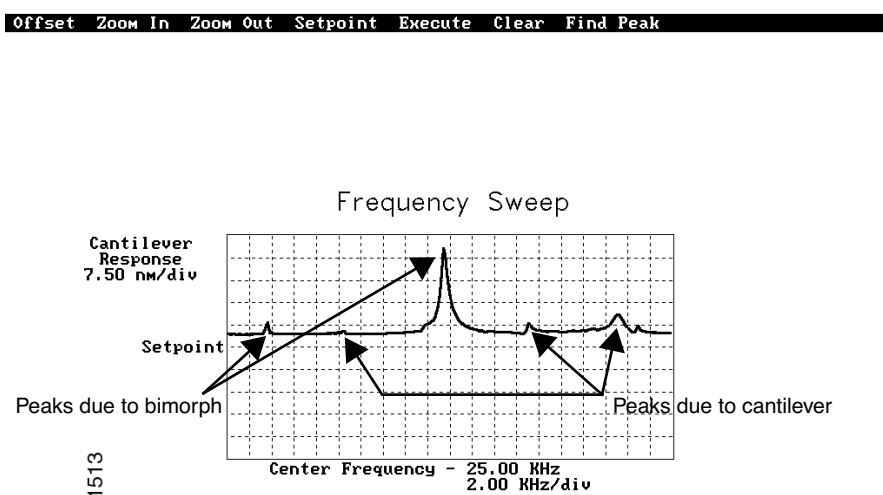 Offset Zoom In Zoom Out Setpoint Execute Clear Find Peak
Frequency Sweep
Cantilever
Response
7.50 nm/div
Setpoint
Peaks due to bimorph
Peaks due to cantilever
Center Frequency - 25.00 KHz
2.00 KHz/div
1513